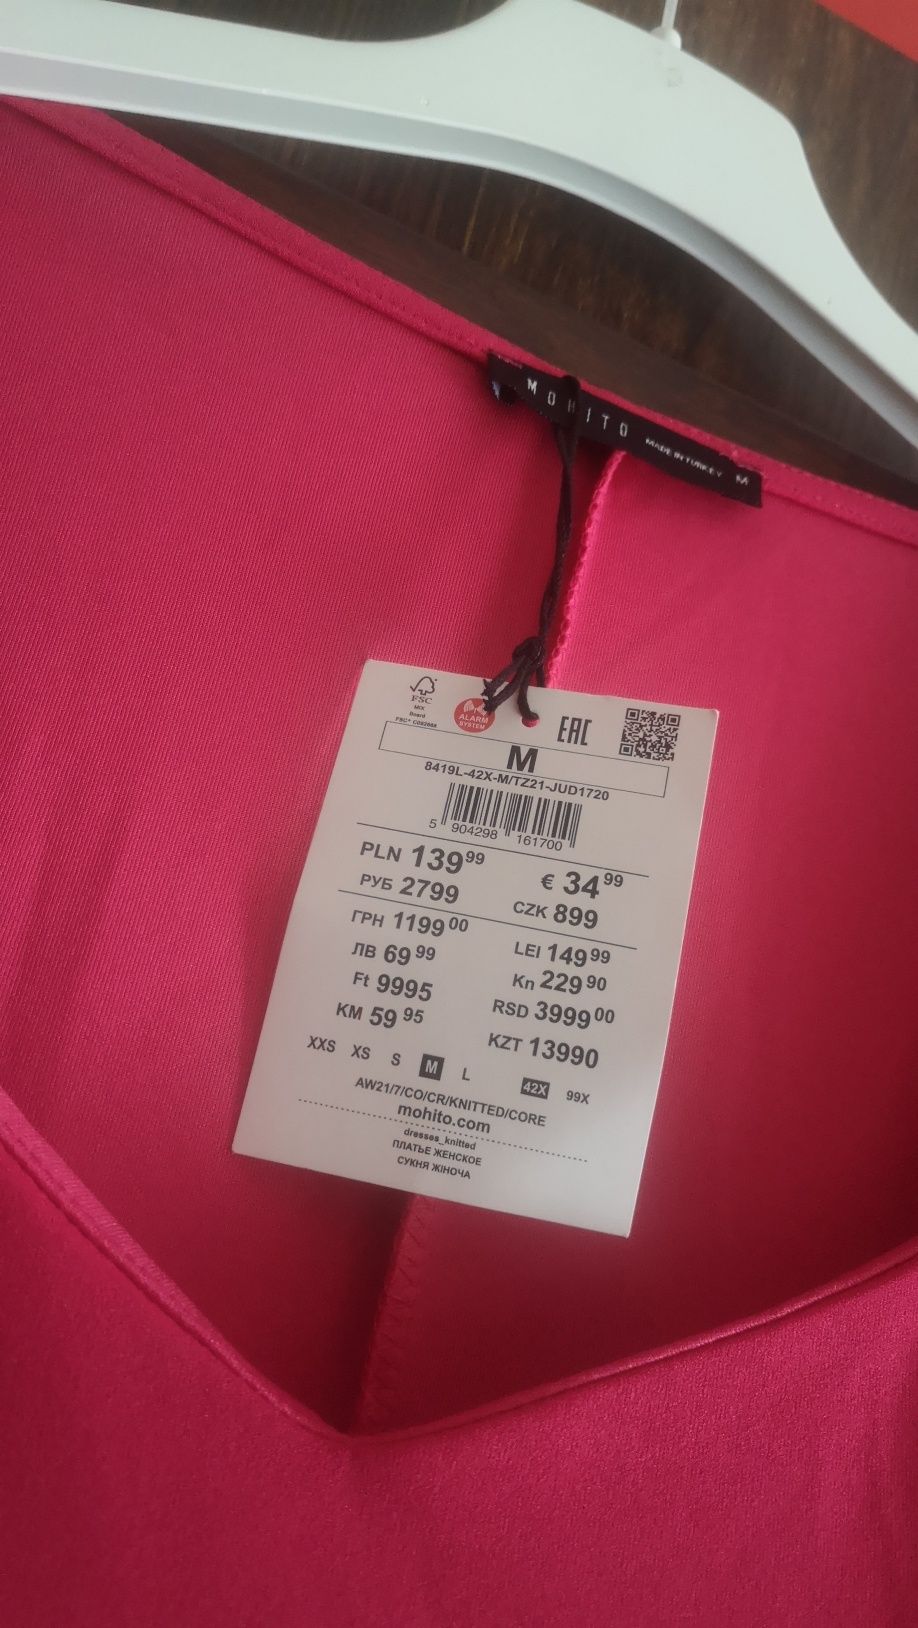 MOHITO MADE IN TURKEY M
FSC
MIX
Board
ALARM
SYSTEM
EAC
M
8419L-42X-M/TZ21-JUD1720
5 904298 161700
PLN 139 99
€ 34 99
РУБ 2799
CZK 899
ГРН 1199 00
LEI 149 99
ЛВ 69 99
Kn 229 90
Ft 9995
RSD 3999 00
KM 59 95
KZT 13990
XXS XS S M L 42X 99X
AW21/7/CO/CR/KNITTED/CORE
mohito.com
dresses_knitted
ПЛАТЬЕ ЖЕНСКОЕ
СУКНЯ ЖІНОЧА